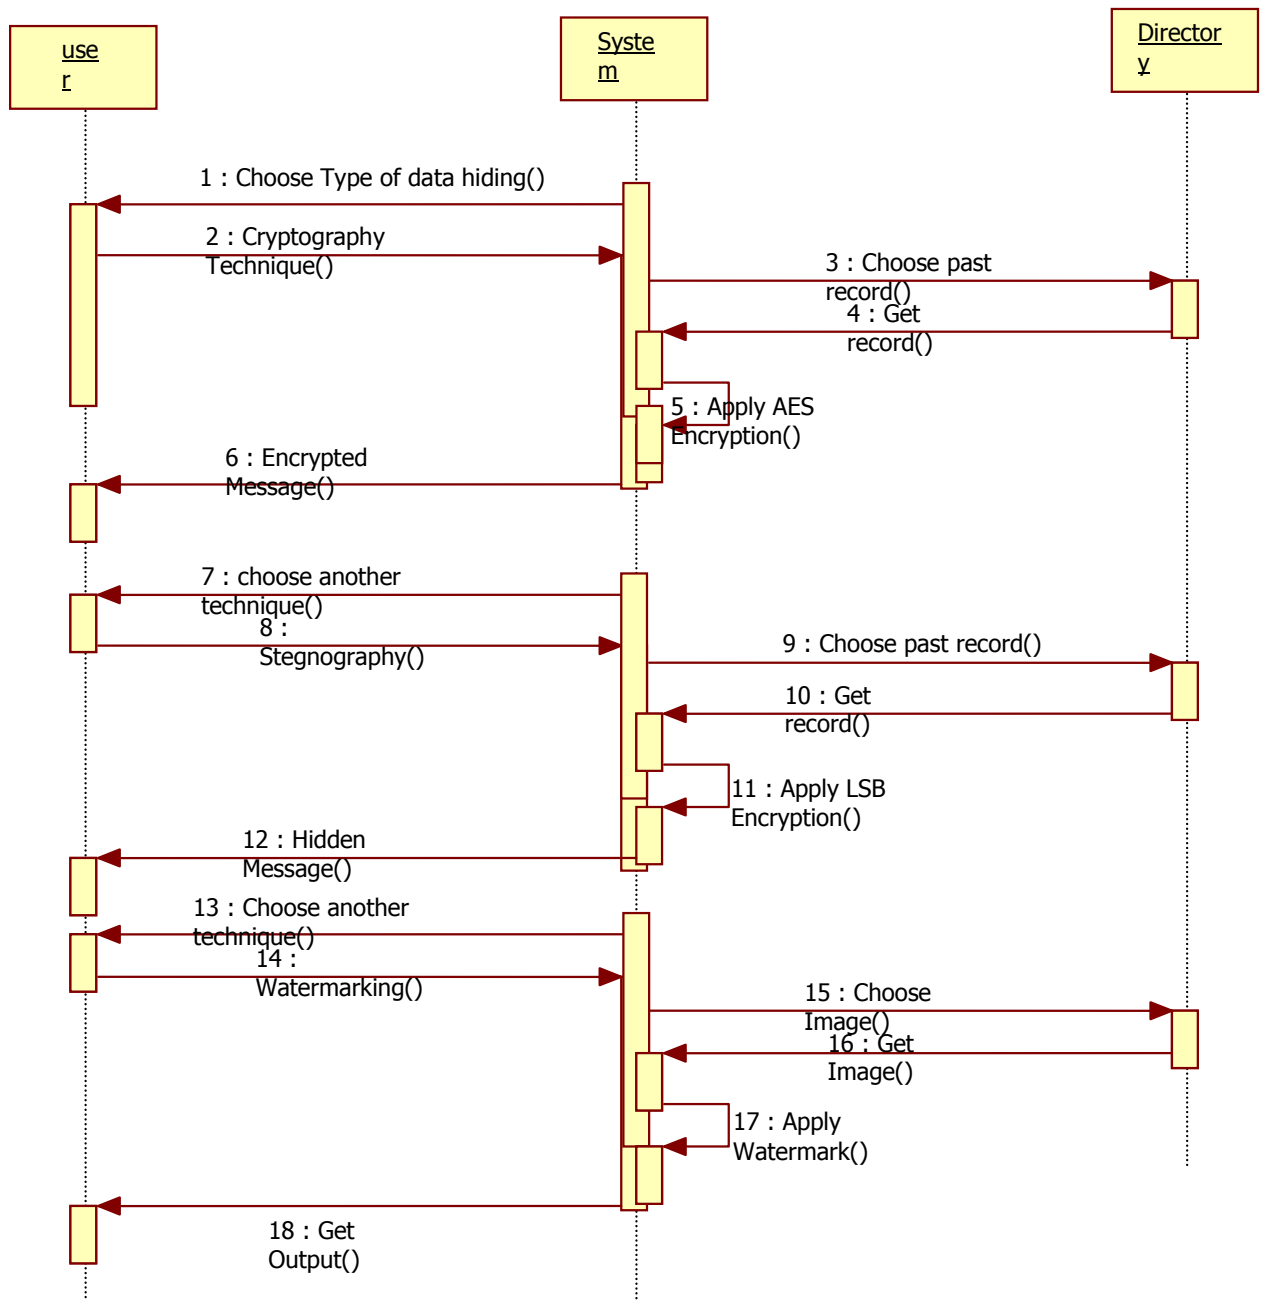 use
r
Syste
m
Director
y
1 : Choose Type of data hiding()
2 : Cryptography
Technique()
3 : Choose past
record()
4 : Get
record()
5 : Apply AES
Encryption()
6 : Encrypted
Message()
7 : choose another
technique()
8 :
Stegnography()
9 : Choose past record()
10 : Get
record()
11 : Apply LSB
Encryption()
12 : Hidden
Message()
13 : Choose another
technique()
14 :
Watermarking()
15 : Choose
Image()
16 : Get
Image()
17 : Apply
Watermark()
18 : Get
Output()